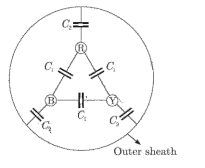 C₂
R
C₁ C₁
B Y
C₁
C₂ C₂
Outer sheath